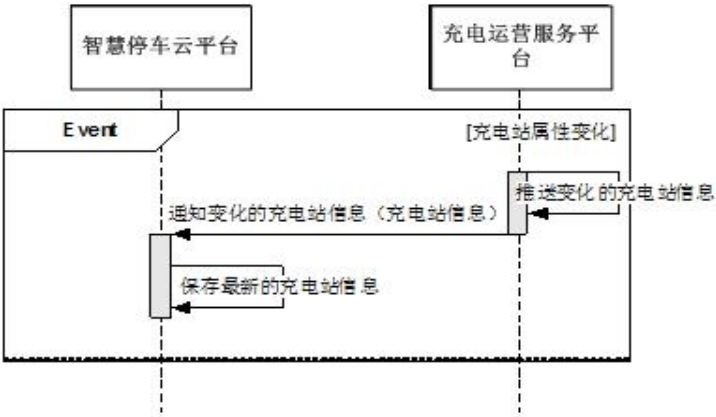 智慧停车云平台
充电运营服务平
台
Event
[充电站属性变化]
推送变化的充电站信息
通知变化的充电站信息（充电站信息）
保存最新的充电站信息